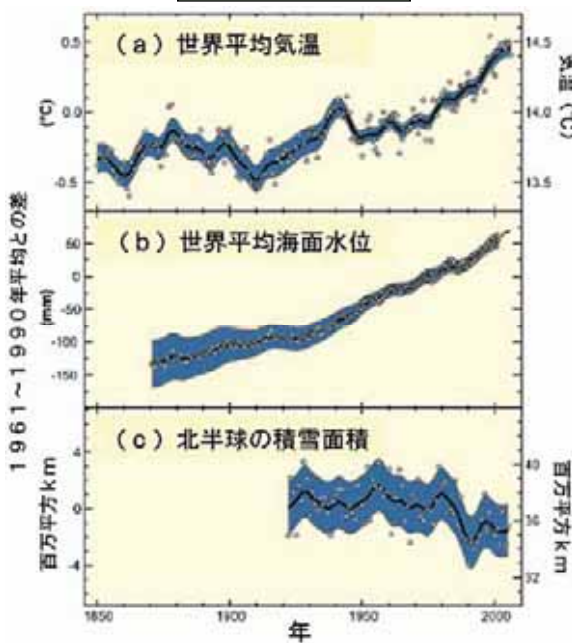 (a) 世界平均気温
0.5
0.0
-0.5
(°C)
14.5
14.0
13.5
気温 (°C)
(b) 世界平均海面水位
50
0
-50
-100
-150
(mm)
1961~1990年平均との差
(c) 北半球の積雪面積
4
0
-4
百万平方km
40
36
32
百万平方km
1850
1900
1950
2000
年